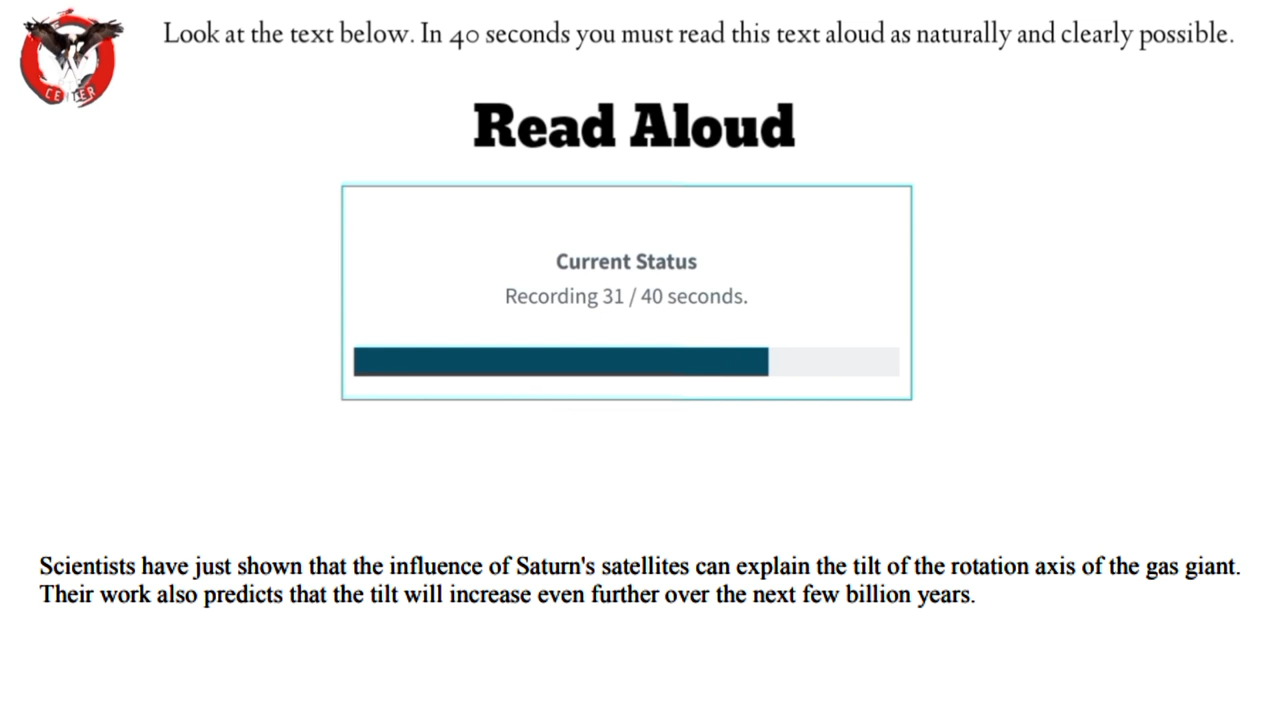 CENTER
Look at the text below. In 40 seconds you must read this text aloud as naturally and clearly possible.
Read Aloud
Current Status
Recording 31 / 40 seconds.
Scientists have just shown that the influence of Saturn's satellites can explain the tilt of the rotation axis of the gas giant.
Their work also predicts that the tilt will increase even further over the next few billion years.